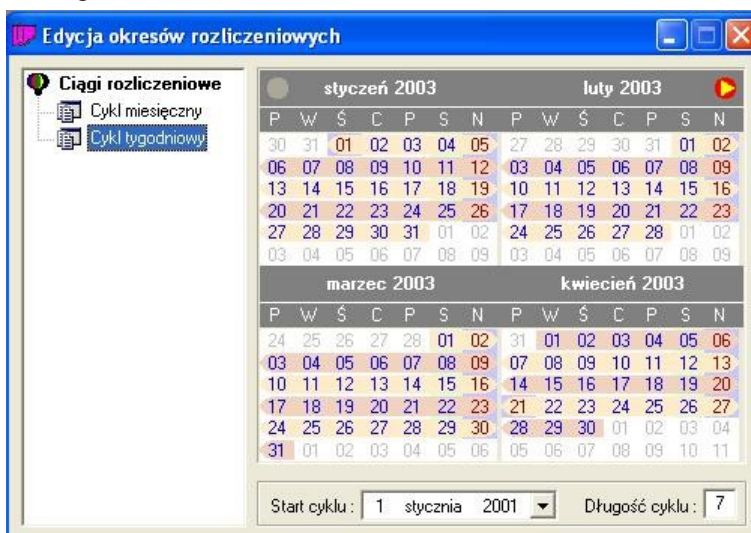 Edycja okresów rozliczeniowych
Ciągi rozliczeniowe
Cykl miesięczny
Cykl tygodniowy
styczeń 2003
P W Ś C P S N
30 31 01 02 03 04 05
06 07 08 09 10 11 12
13 14 15 16 17 18 19
20 21 22 23 24 25 26
27 28 29 30 31 01 02
03 04 05 06 07 08 09
luty 2003
P W Ś C P S N
27 28 29 30 31 01 02
03 04 05 06 07 08 09
10 11 12 13 14 15 16
17 18 19 20 21 22 23
24 25 26 27 28 01 02
03 04 05 06 07 08 09
marzec 2003
P W Ś C P S N
24 25 26 27 28 01 02
03 04 05 06 07 08 09
10 11 12 13 14 15 16
17 18 19 20 21 22 23
24 25 26 27 28 29 30
31 01 02 03 04 05 06
kwiecień 2003
P W Ś C P S N
31 01 02 03 04 05 06
07 08 09 10 11 12 13
14 15 16 17 18 19 20
21 22 23 24 25 26 27
28 29 30 01 02 03 04
05 06 07 08 09 10 11
Start cyklu : 1 stycznia 2001
Długość cyklu : 7